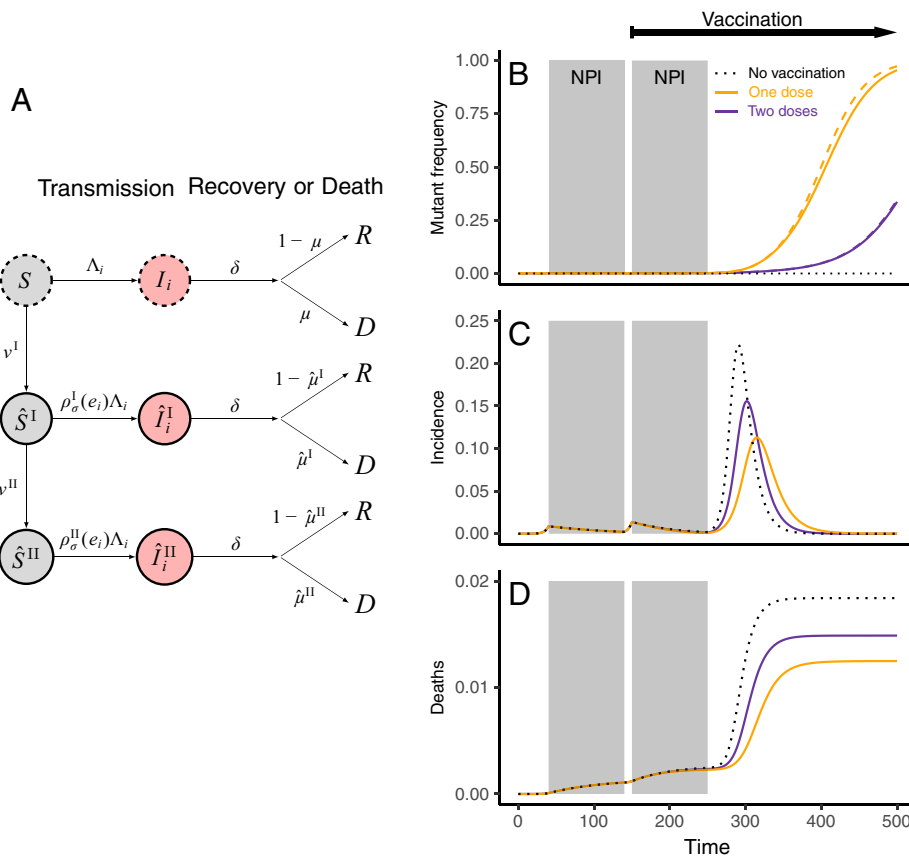 Vaccination
A
Transmission
Recovery or Death
S
Λ_i
I_i
δ
1 − μ
R
μ
D
ν^I
Ŝ^I
ρ_σ^I(e_i)Λ_i
Î_i^I
δ
1 − μ̂^I
R
μ̂^I
D
ν^II
Ŝ^II
ρ_σ^II(e_i)Λ_i
Î_i^II
δ
1 − μ̂^II
R
μ̂^II
D
B
NPI
NPI
No vaccination
One dose
Two doses
Mutant frequency
1.00
0.75
0.50
0.25
0.00
C
Incidence
0.25
0.20
0.15
0.10
0.05
0.00
D
Deaths
0.02
0.01
0.00
0
100
200
300
400
500
Time